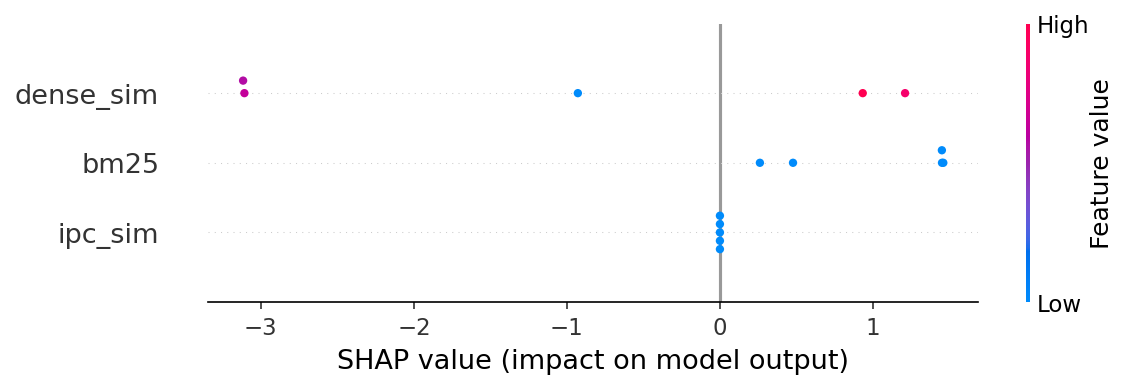 High
dense_sim
bm25
ipc_sim
Feature value
Low
−3 −2 −1 0 1
SHAP value (impact on model output)